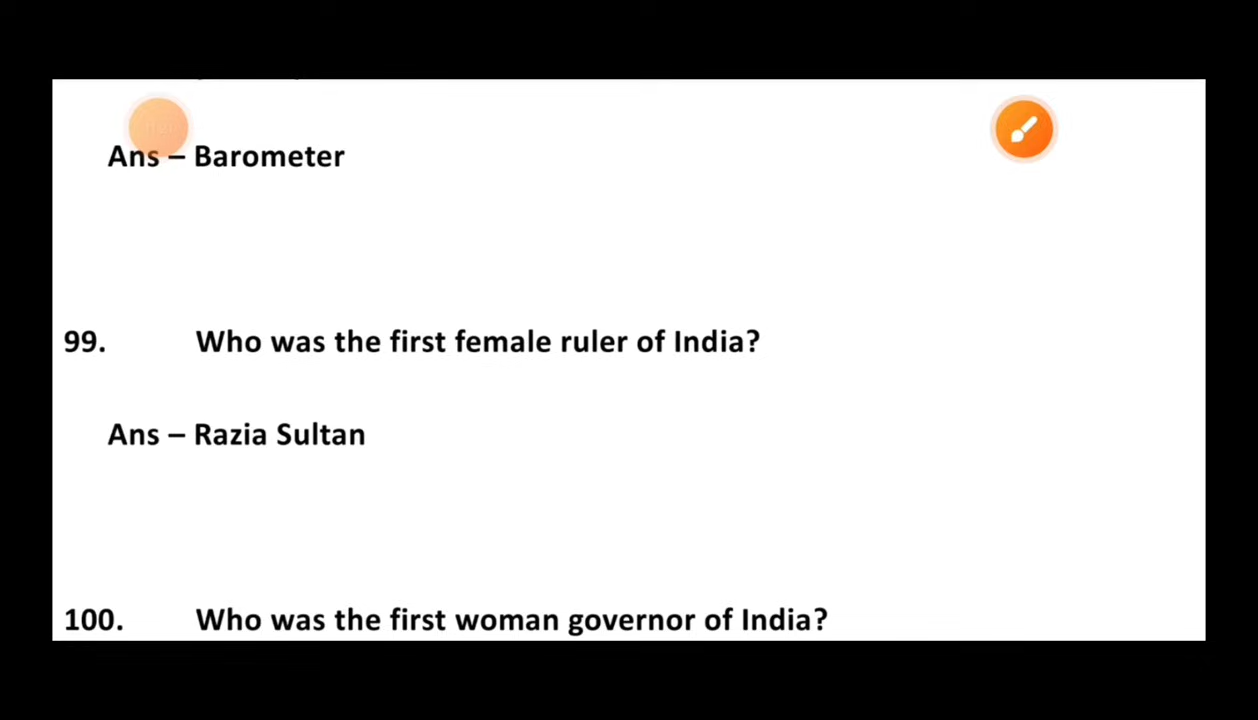 Ans – Barometer
99. Who was the first female ruler of India?
Ans – Razia Sultan
100. Who was the first woman governor of India?